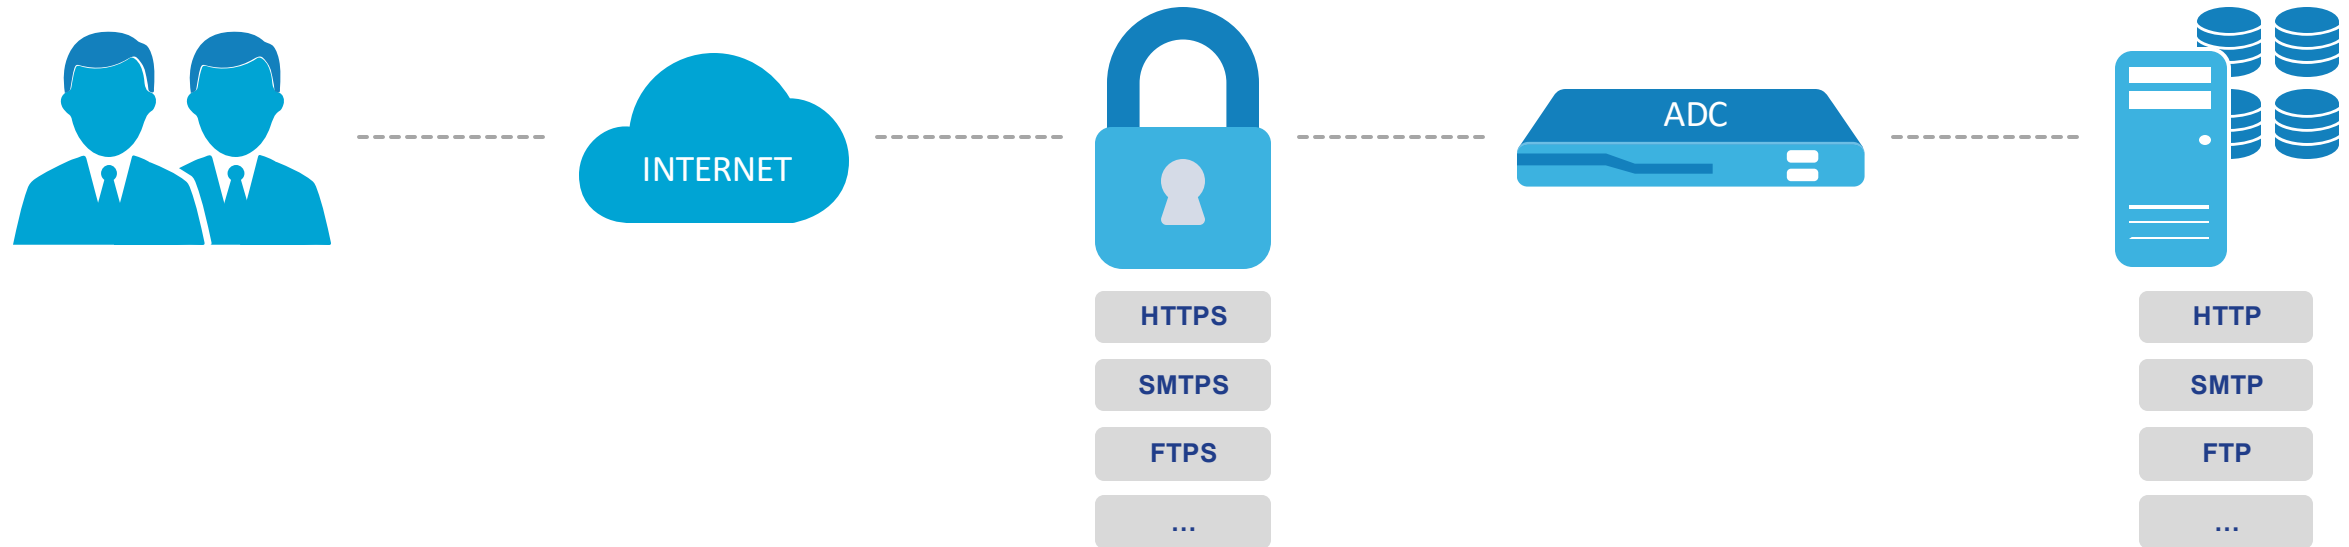 INTERNET
ADC
HTTPS
SMTPS
FTPS
...
HTTP
SMTP
FTP
...